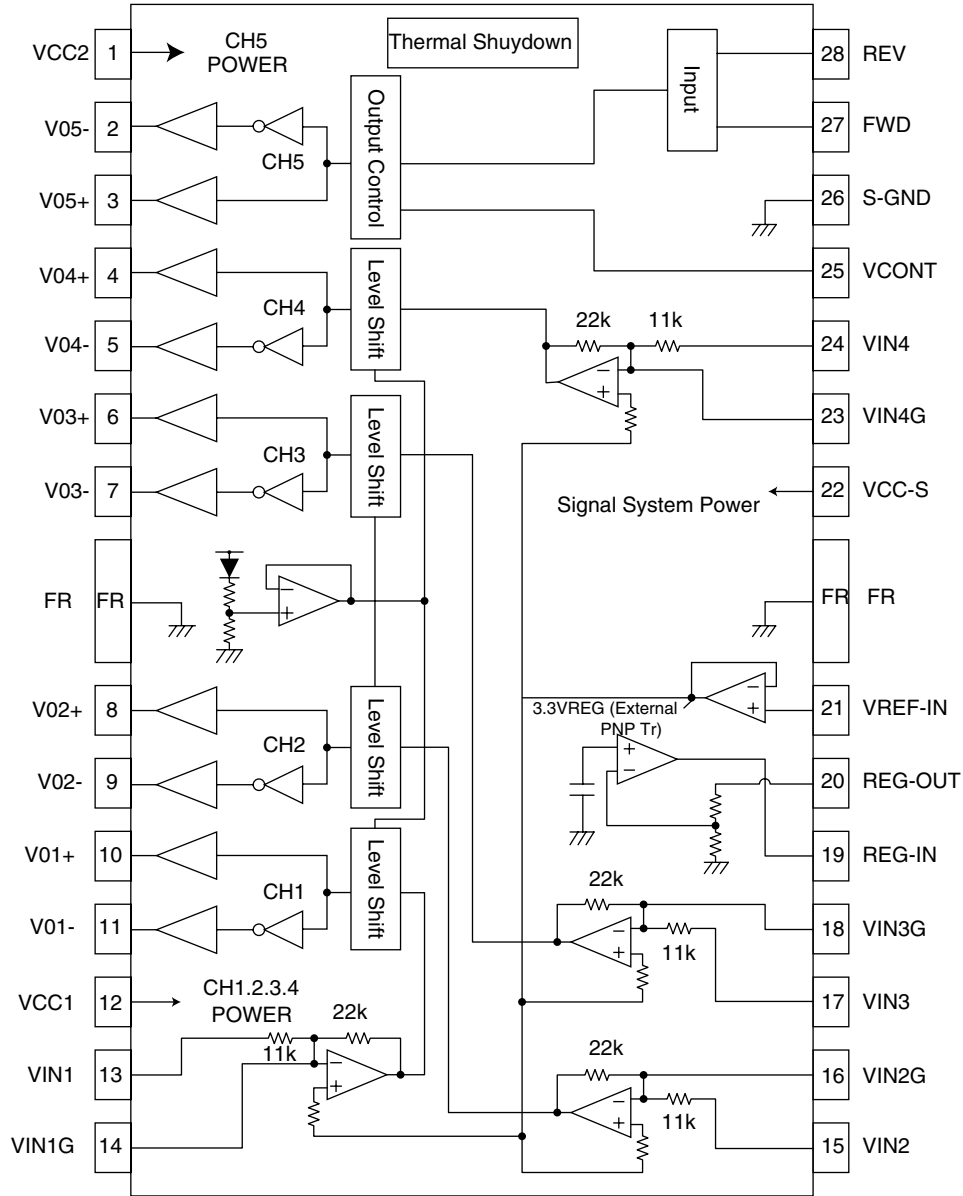 VCC2 1 CH5 POWER Thermal Shuydown 28 REV
V05- 2 CH5 Output Control Input 27 FWD
V05+ 3 26 S-GND
V04+ 4 25 VCONT
CH4 Level Shift 22k 11k
V04- 5 − + 24 VIN4
V03+ 6 23 VIN4G
CH3 Level Shift
V03- 7 Signal System Power 22 VCC-S
FR FR − + FR FR
V02+ 8 3.3VREG (External PNP Tr) − + 21 VREF-IN
CH2 Level Shift
V02- 9 + − 20 REG-OUT
V01+ 10 19 REG-IN
CH1 Level Shift 22k
V01- 11 − + 11k 18 VIN3G
VCC1 12 CH1.2.3.4 POWER 17 VIN3
11k 22k
VIN1 13 − + 22k 16 VIN2G
VIN1G 14 − + 11k 15 VIN2